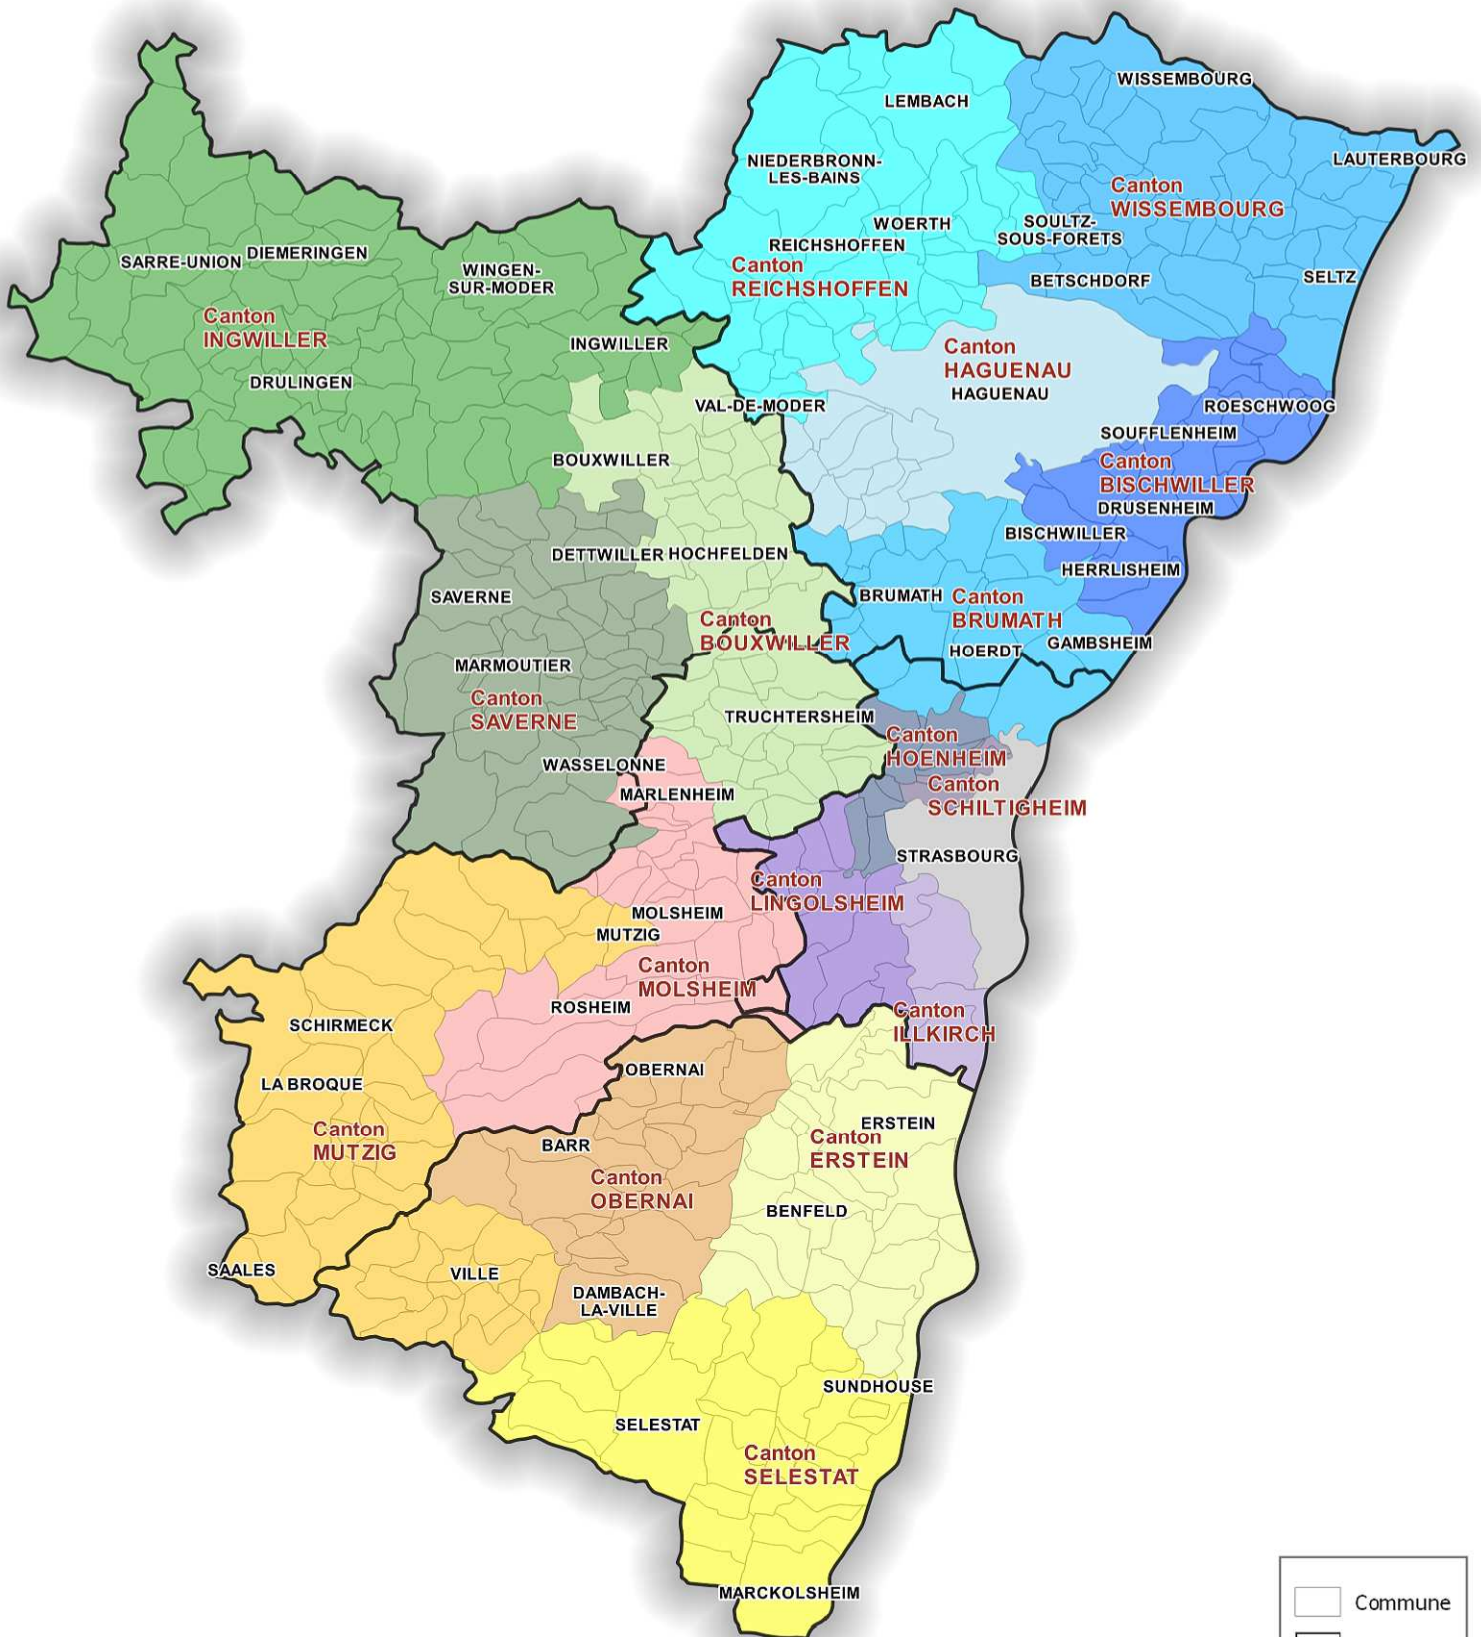 WISSEMBOURG
LEMBACH
LAUTERBOURG
NIEDERBRONN-
LES-BAINS
Canton
WISSEMBOURG
WOERTH
SOULTZ-
SOUS-FORETS
REICHSHOFFEN
SARRE-UNION
DIEMERINGEN
Canton
REICHSHOFFEN
WINGEN-
SUR-MODER
BETSCHDORF
SELTZ
Canton
INGWILLER
INGWILLER
Canton
HAGUENAU
HAGUENAU
DRULINGEN
VAL-DE-MODER
ROESCHWOOG
SOUFFLENHEIM
BOUXWILLER
Canton
BISCHWILLER
DRUSENHEIM
BISCHWILLER
DETTWILLER
HOCHFELDEN
HERRLISHEIM
SAVERNE
BRUMATH
Canton
BRUMATH
Canton
BOUXWILLER
GAMBSHEIM
HOERDT
MARMOUTIER
Canton
SAVERNE
TRUCHTERSHEIM
Canton
HOENHEIM
WASSELONNE
Canton
SCHILTIGHEIM
MARLENHEIM
STRASBOURG
Canton
LINGOLSHEIM
MOLSHEIM
MUTZIG
Canton
MOLSHEIM
ROSHEIM
Canton
ILLKIRCH
SCHIRMECK
OBERNAI
LA BROQUE
ERSTEIN
Canton
ERSTEIN
Canton
MUTZIG
BARR
Canton
OBERNAI
BENFELD
SAALES
VILLE
DAMBACH-
LA-VILLE
SUNDHOUSE
SELESTAT
Canton
SELESTAT
MARCKOLSHEIM
Commune